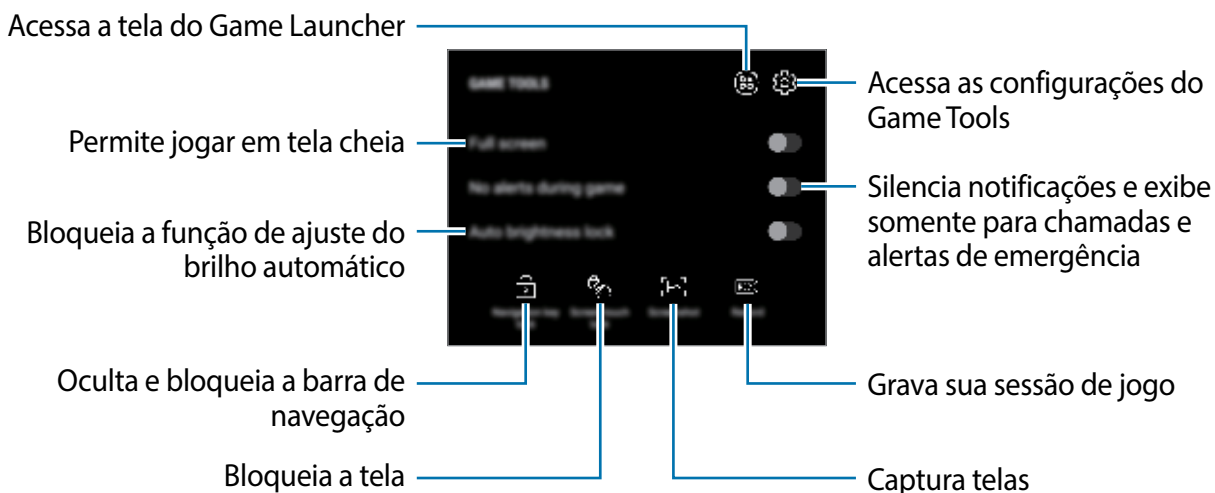 Acessa a tela do Game Launcher
GAME TOOLS
Acessa as configurações do
Game Tools
Permite jogar em tela cheia
Full screen
No alerts during game
Silencia notificações e exibe
somente para chamadas e
alertas de emergência
Bloqueia a função de ajuste do
brilho automático
Auto brightness lock
Oculta e bloqueia a barra de
navegação
Grava sua sessão de jogo
Bloqueia a tela
Captura telas